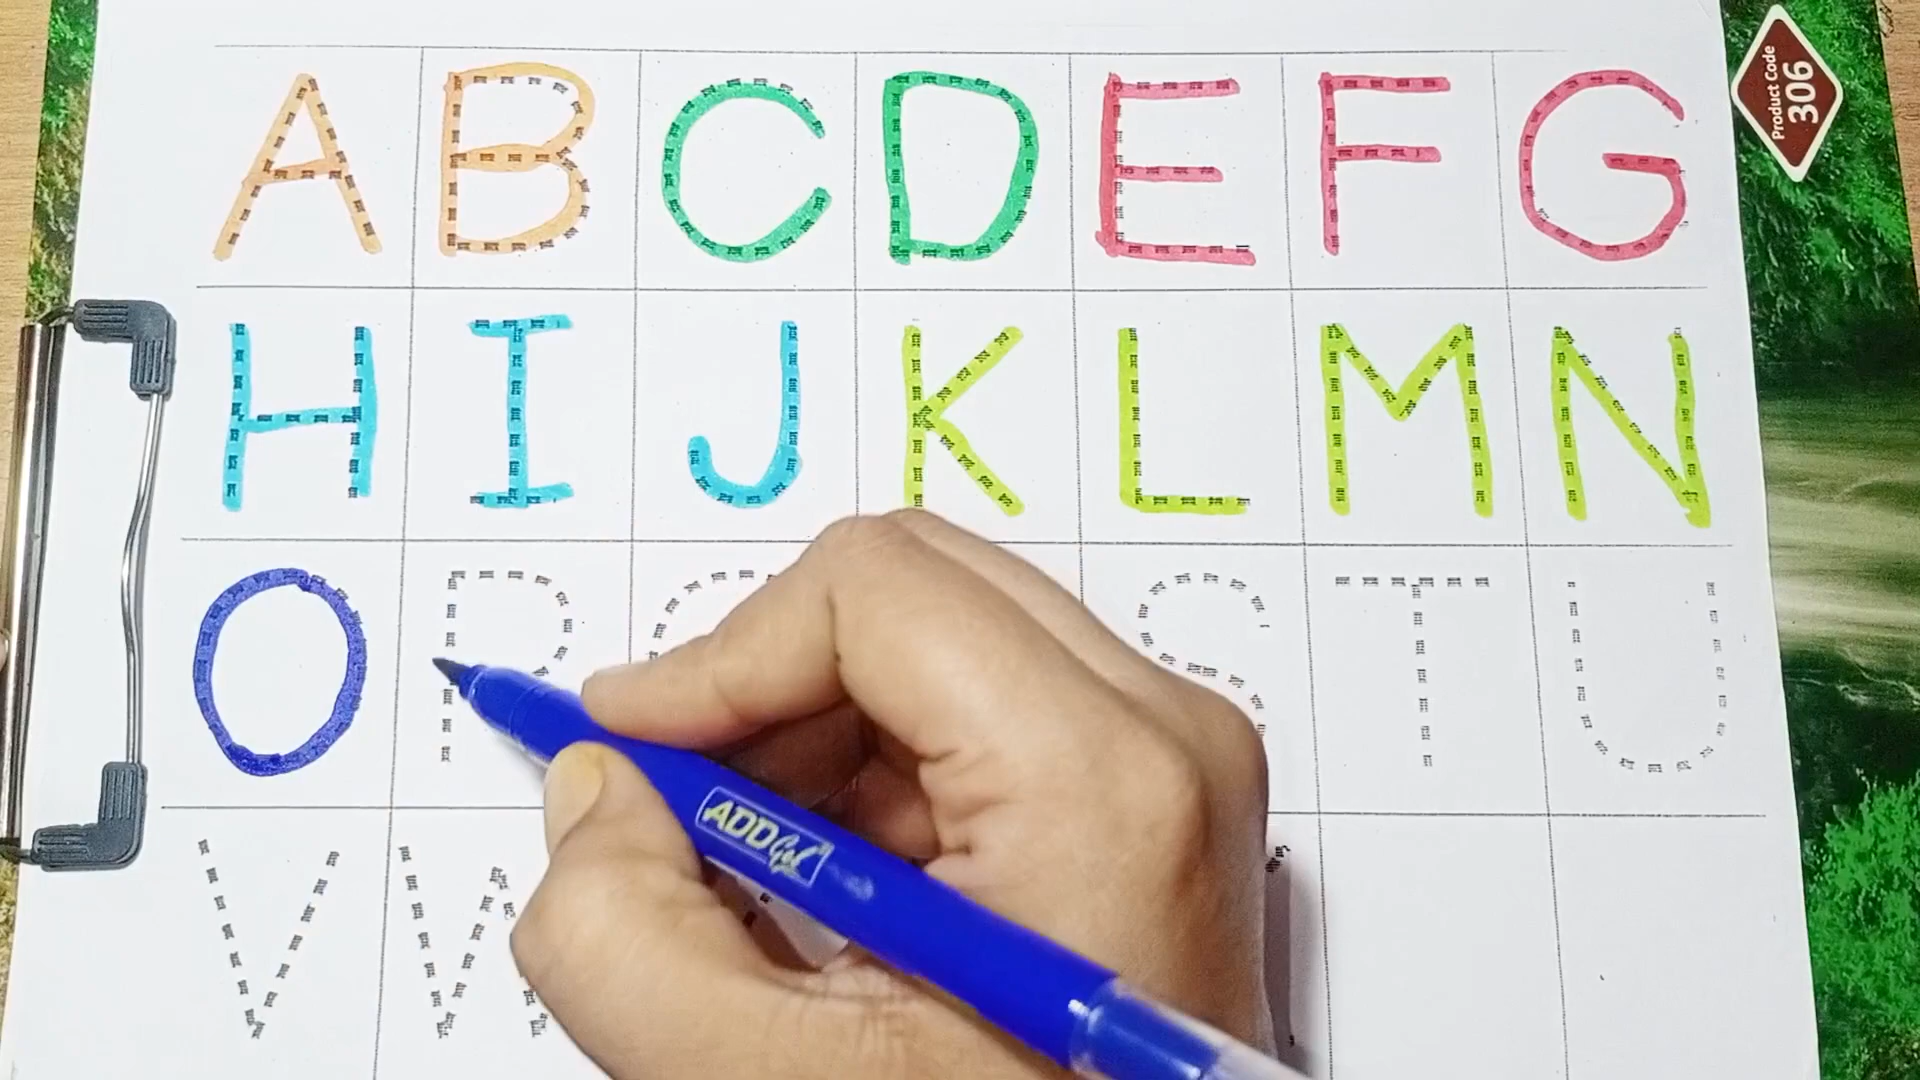 A B C D E F G
H I J K L M N
O P S T U
V W
ADD Gel
Product Code
306